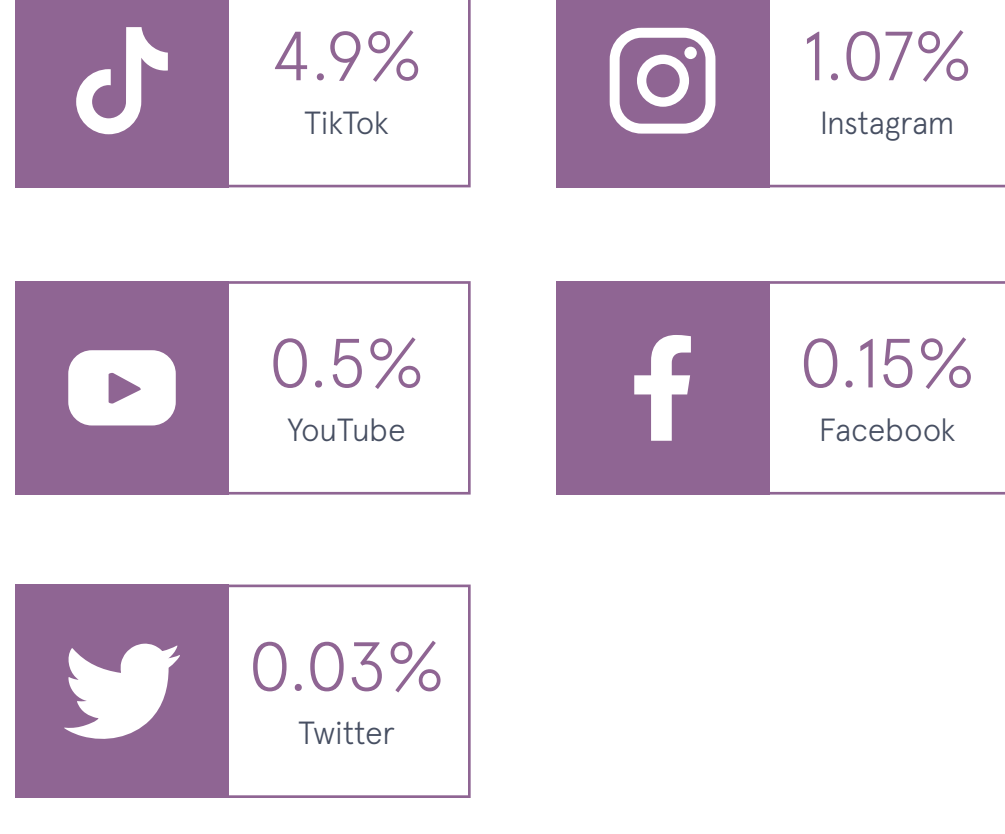 4.9%
TikTok
1.07%
Instagram
0.5%
YouTube
0.15%
Facebook
0.03%
Twitter